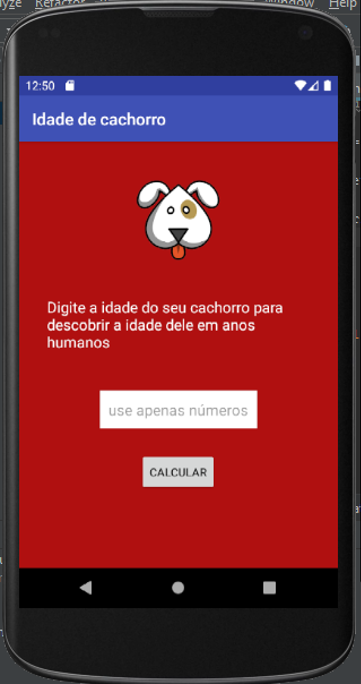 Refactor
Window
Help
12:50
Idade de cachorro
Digite a idade do seu cachorro para
descobrir a idade dele em anos
humanos
use apenas números
CALCULAR